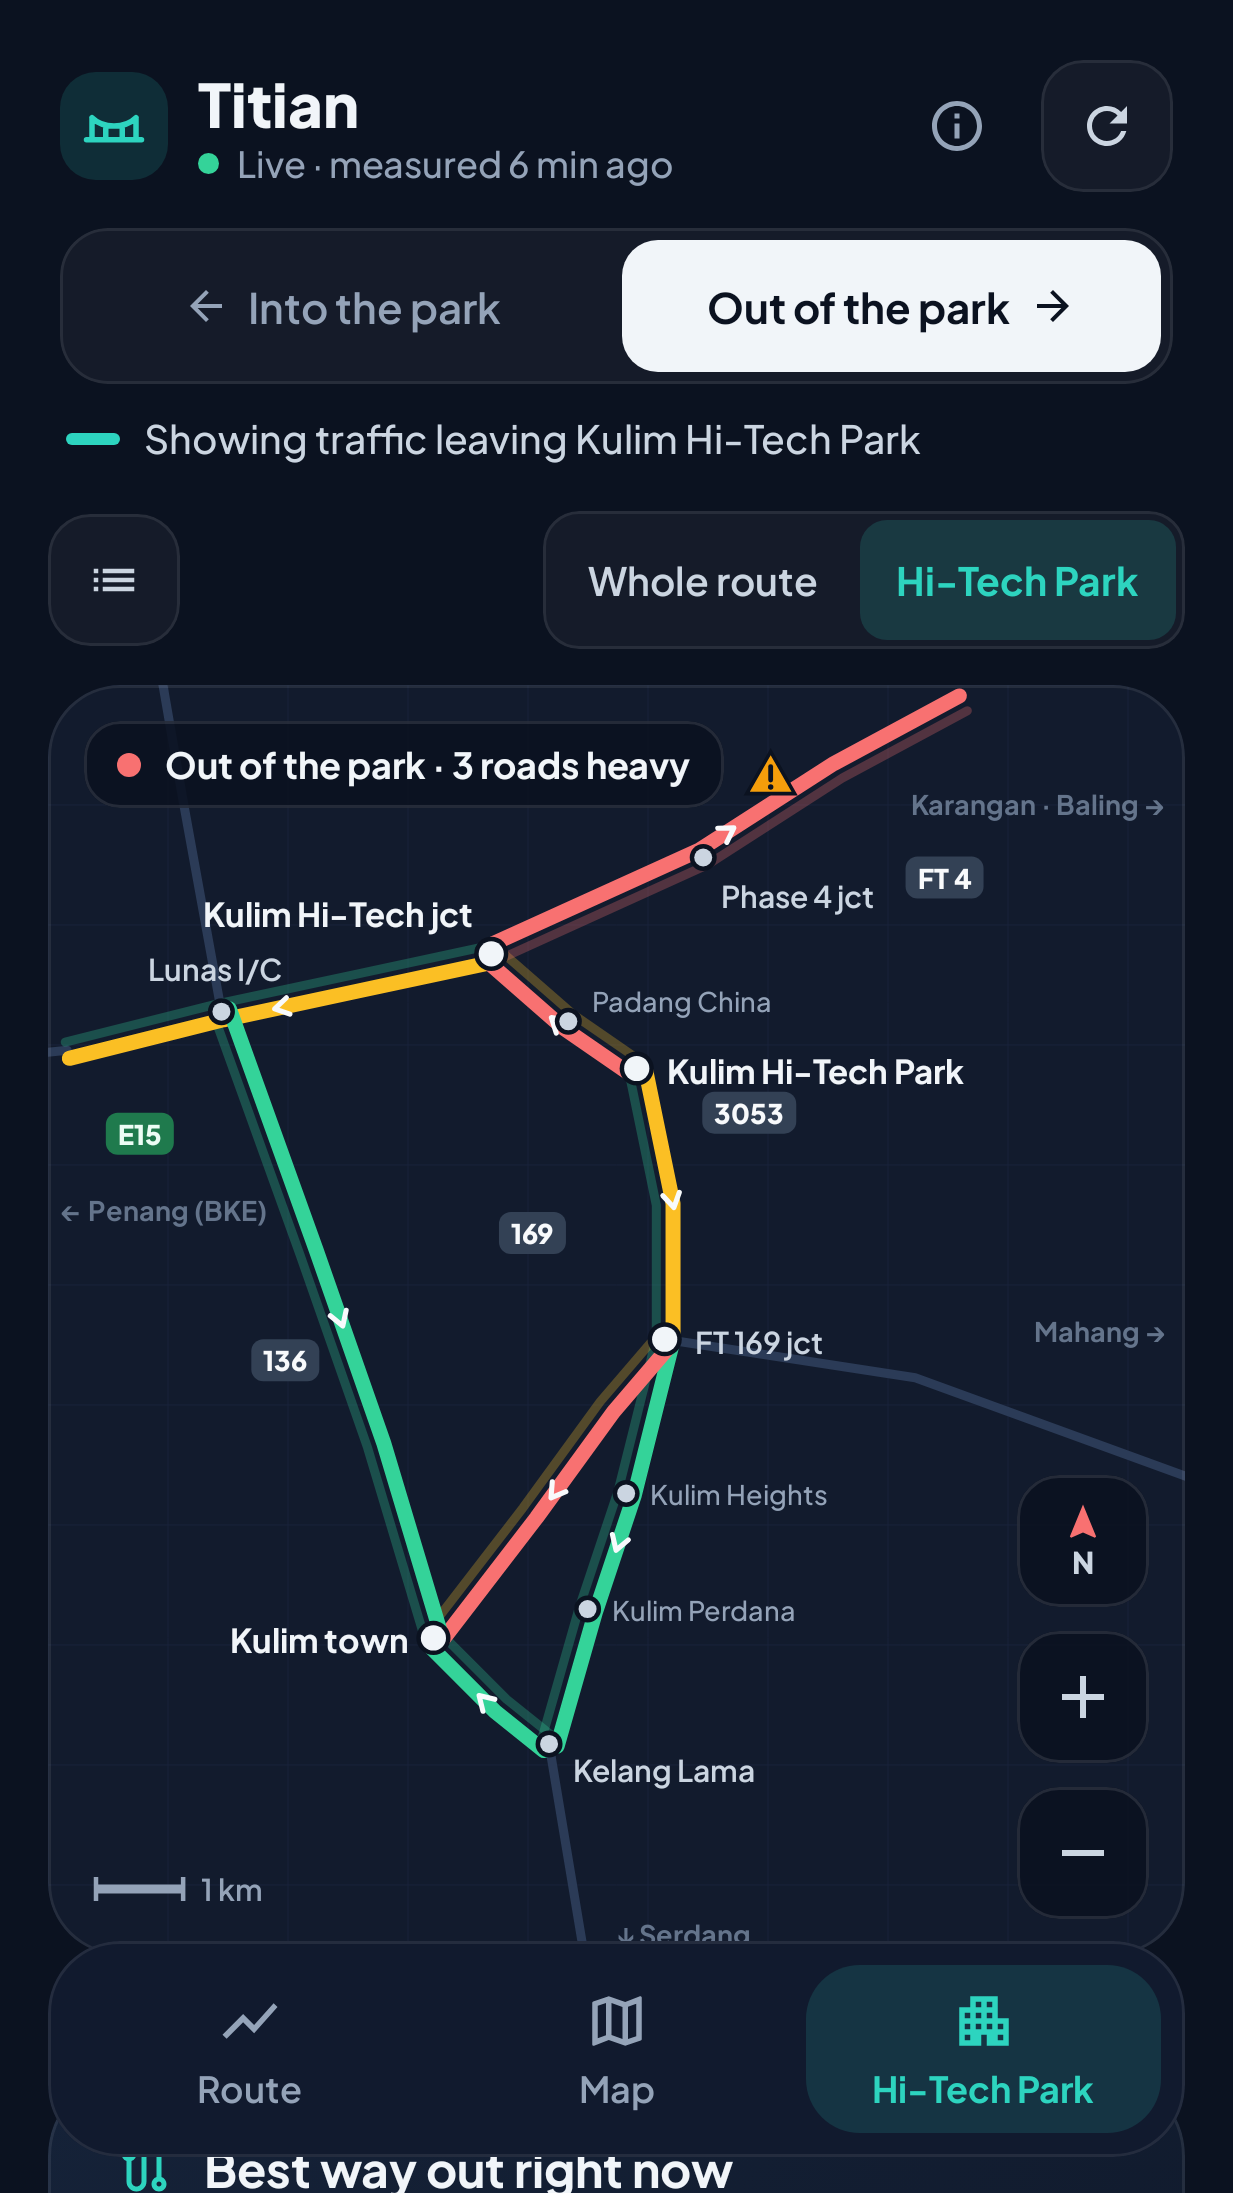 Titian
Live · measured 6 min ago
← Into the park
Out of the park →
Showing traffic leaving Kulim Hi-Tech Park
Whole route
Hi-Tech Park
Out of the park · 3 roads heavy
Karangan · Baling →
FT 4
Phase 4 jct
Kulim Hi-Tech jct
Lunas I/C
Padang China
Kulim Hi-Tech Park
3053
E15
← Penang (BKE)
169
Mahang →
FT 169 jct
136
Kulim Heights
N
Kulim Perdana
Kulim town
Kelang Lama
1 km
↓ Serdang
Route
Map
Hi-Tech Park
Best way out right now